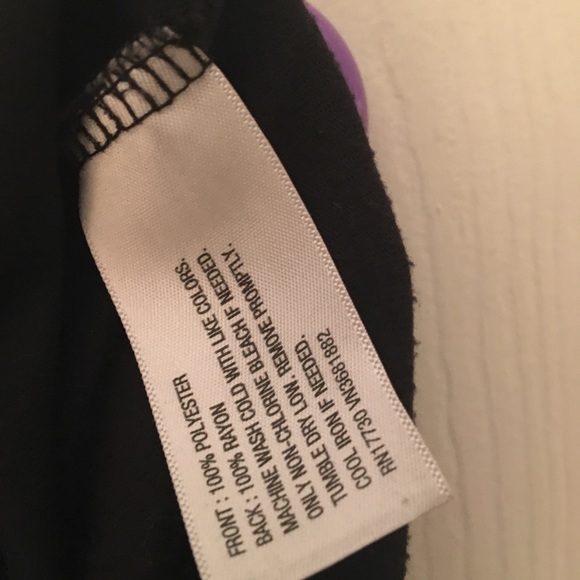 FRONT : 100% POLYESTER
BACK : 100% RAYON
MACHINE WASH COLD WITH LIKE COLORS,
ONLY NON-CHLORINE BLEACH IF NEEDED.
TUMBLE DRY LOW, REMOVE PROMPTLY.
COOL IRON IF NEEDED.
RN17730 VN3681882